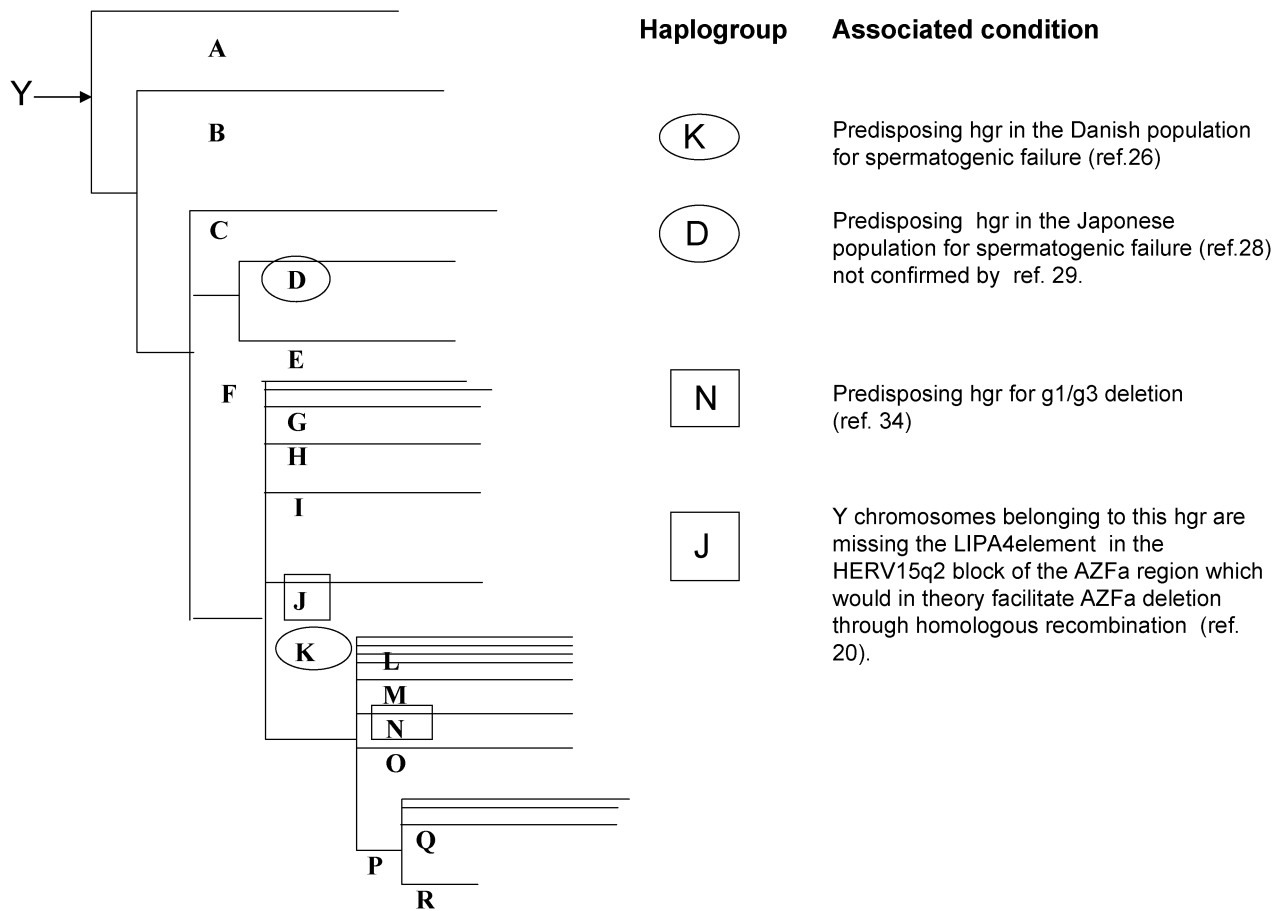 Y
A
B
C
D
E
F
G
H
I
J
K
L
M
N
O
P
Q
R
Haplogroup Associated condition
K
Predisposing hgr in the Danish population
for spermatogenic failure (ref.26)
D
Predisposing hgr in the Japonese
population for spermatogenic failure (ref.28)
not confirmed by ref. 29.
N
Predisposing hgr for g1/g3 deletion
(ref. 34)
J
Y chromosomes belonging to this hgr are
missing the LIPA4element in the
HERV15q2 block of the AZFa region which
would in theory facilitate AZFa deletion
through homologous recombination (ref.
20).